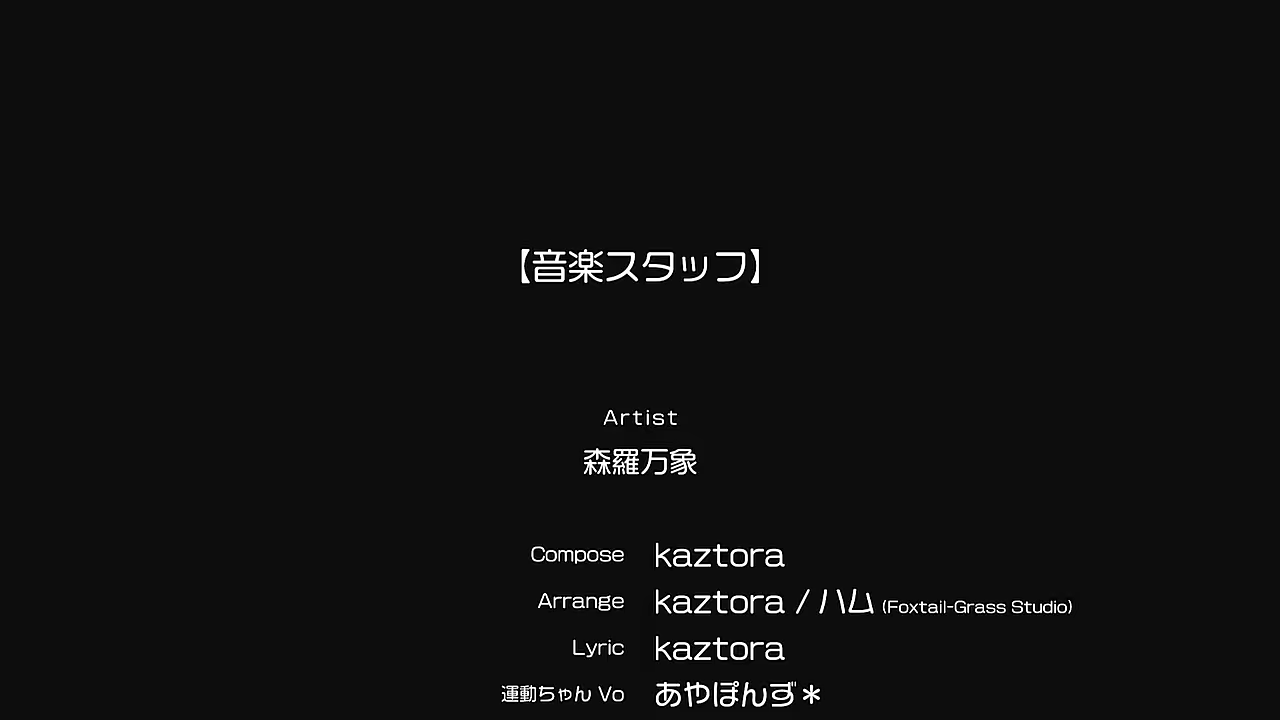 【音楽スタッフ】
Artist
森羅万象
Compose kaztora
Arrange kaztora / ハム (Foxtail-Grass Studio)
Lyric kaztora
運動ちゃん Vo あやぽんず＊